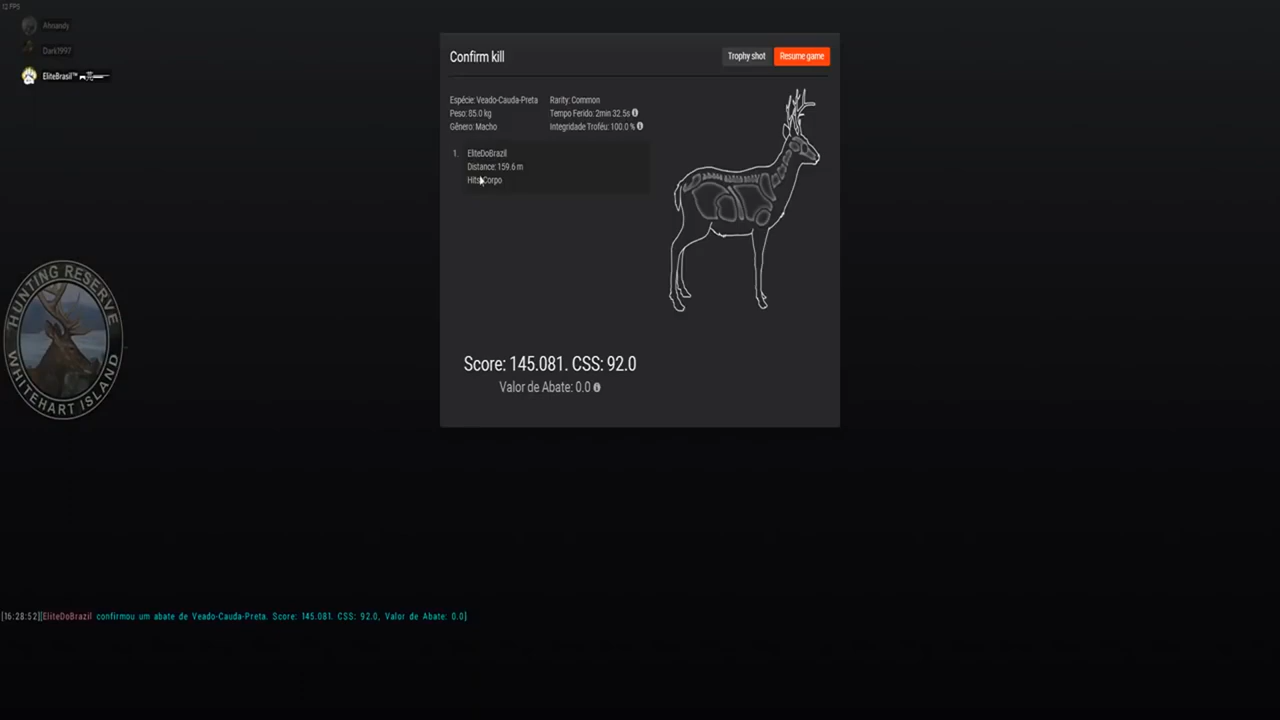 12 FPS
Ahnandy
Dark1997
EliteBrasil™
Confirm kill
Trophy shot
Resume game
Espécie: Veado-Cauda-Preta
Rarity: Common
Peso: 85.0 kg
Tempo Ferido: 2min 32.5s
Gênero: Macho
Integridade Troféu: 100.0 %
1. EliteDoBrazil
Distance: 159.6 m
Hits: Corpo
HUNTING RESERVE
WHITEHART ISLAND
Score: 145.081. CSS: 92.0
Valor de Abate: 0.0
[16:28:52][EliteDoBrazil confirmou um abate de Veado-Cauda-Preta. Score: 145.081. CSS: 92.0, Valor de Abate: 0.0]